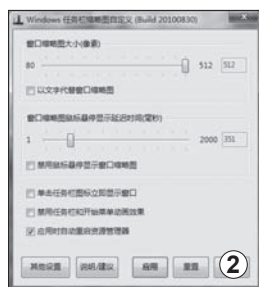 Windows 任务栏缩略图自定义 (Build 20100830)
窗口缩略图大小(像素)
80 512 512
以文字代替窗口缩略图
窗口缩略图鼠标悬停显示延迟时间(毫秒)
1 2000 351
禁用鼠标悬停显示窗口缩略图
单击任务栏图标立即显示窗口
禁用任务栏和开始菜单动画效果
应用时自动重启资源管理器
其他设置 说明/建议 启用 重置 2